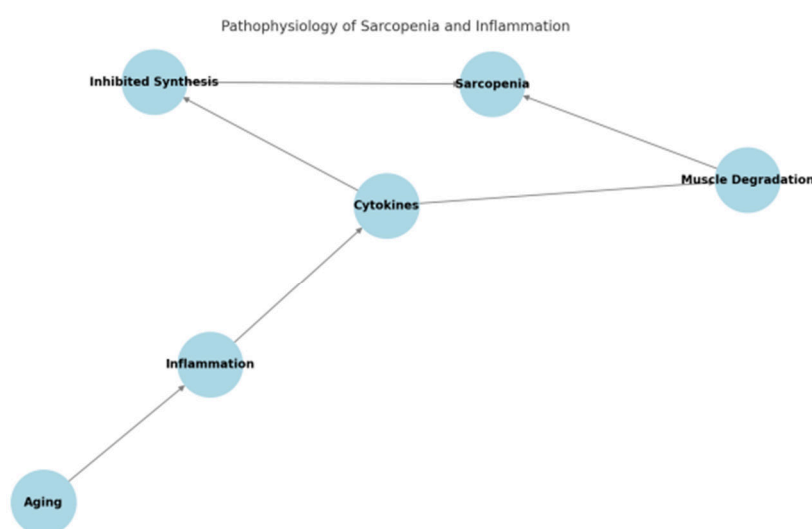 Pathophysiology of Sarcopenia and Inflammation
Inhibited Synthesis
Sarcopenia
Muscle Degradation
Cytokines
Inflammation
Aging